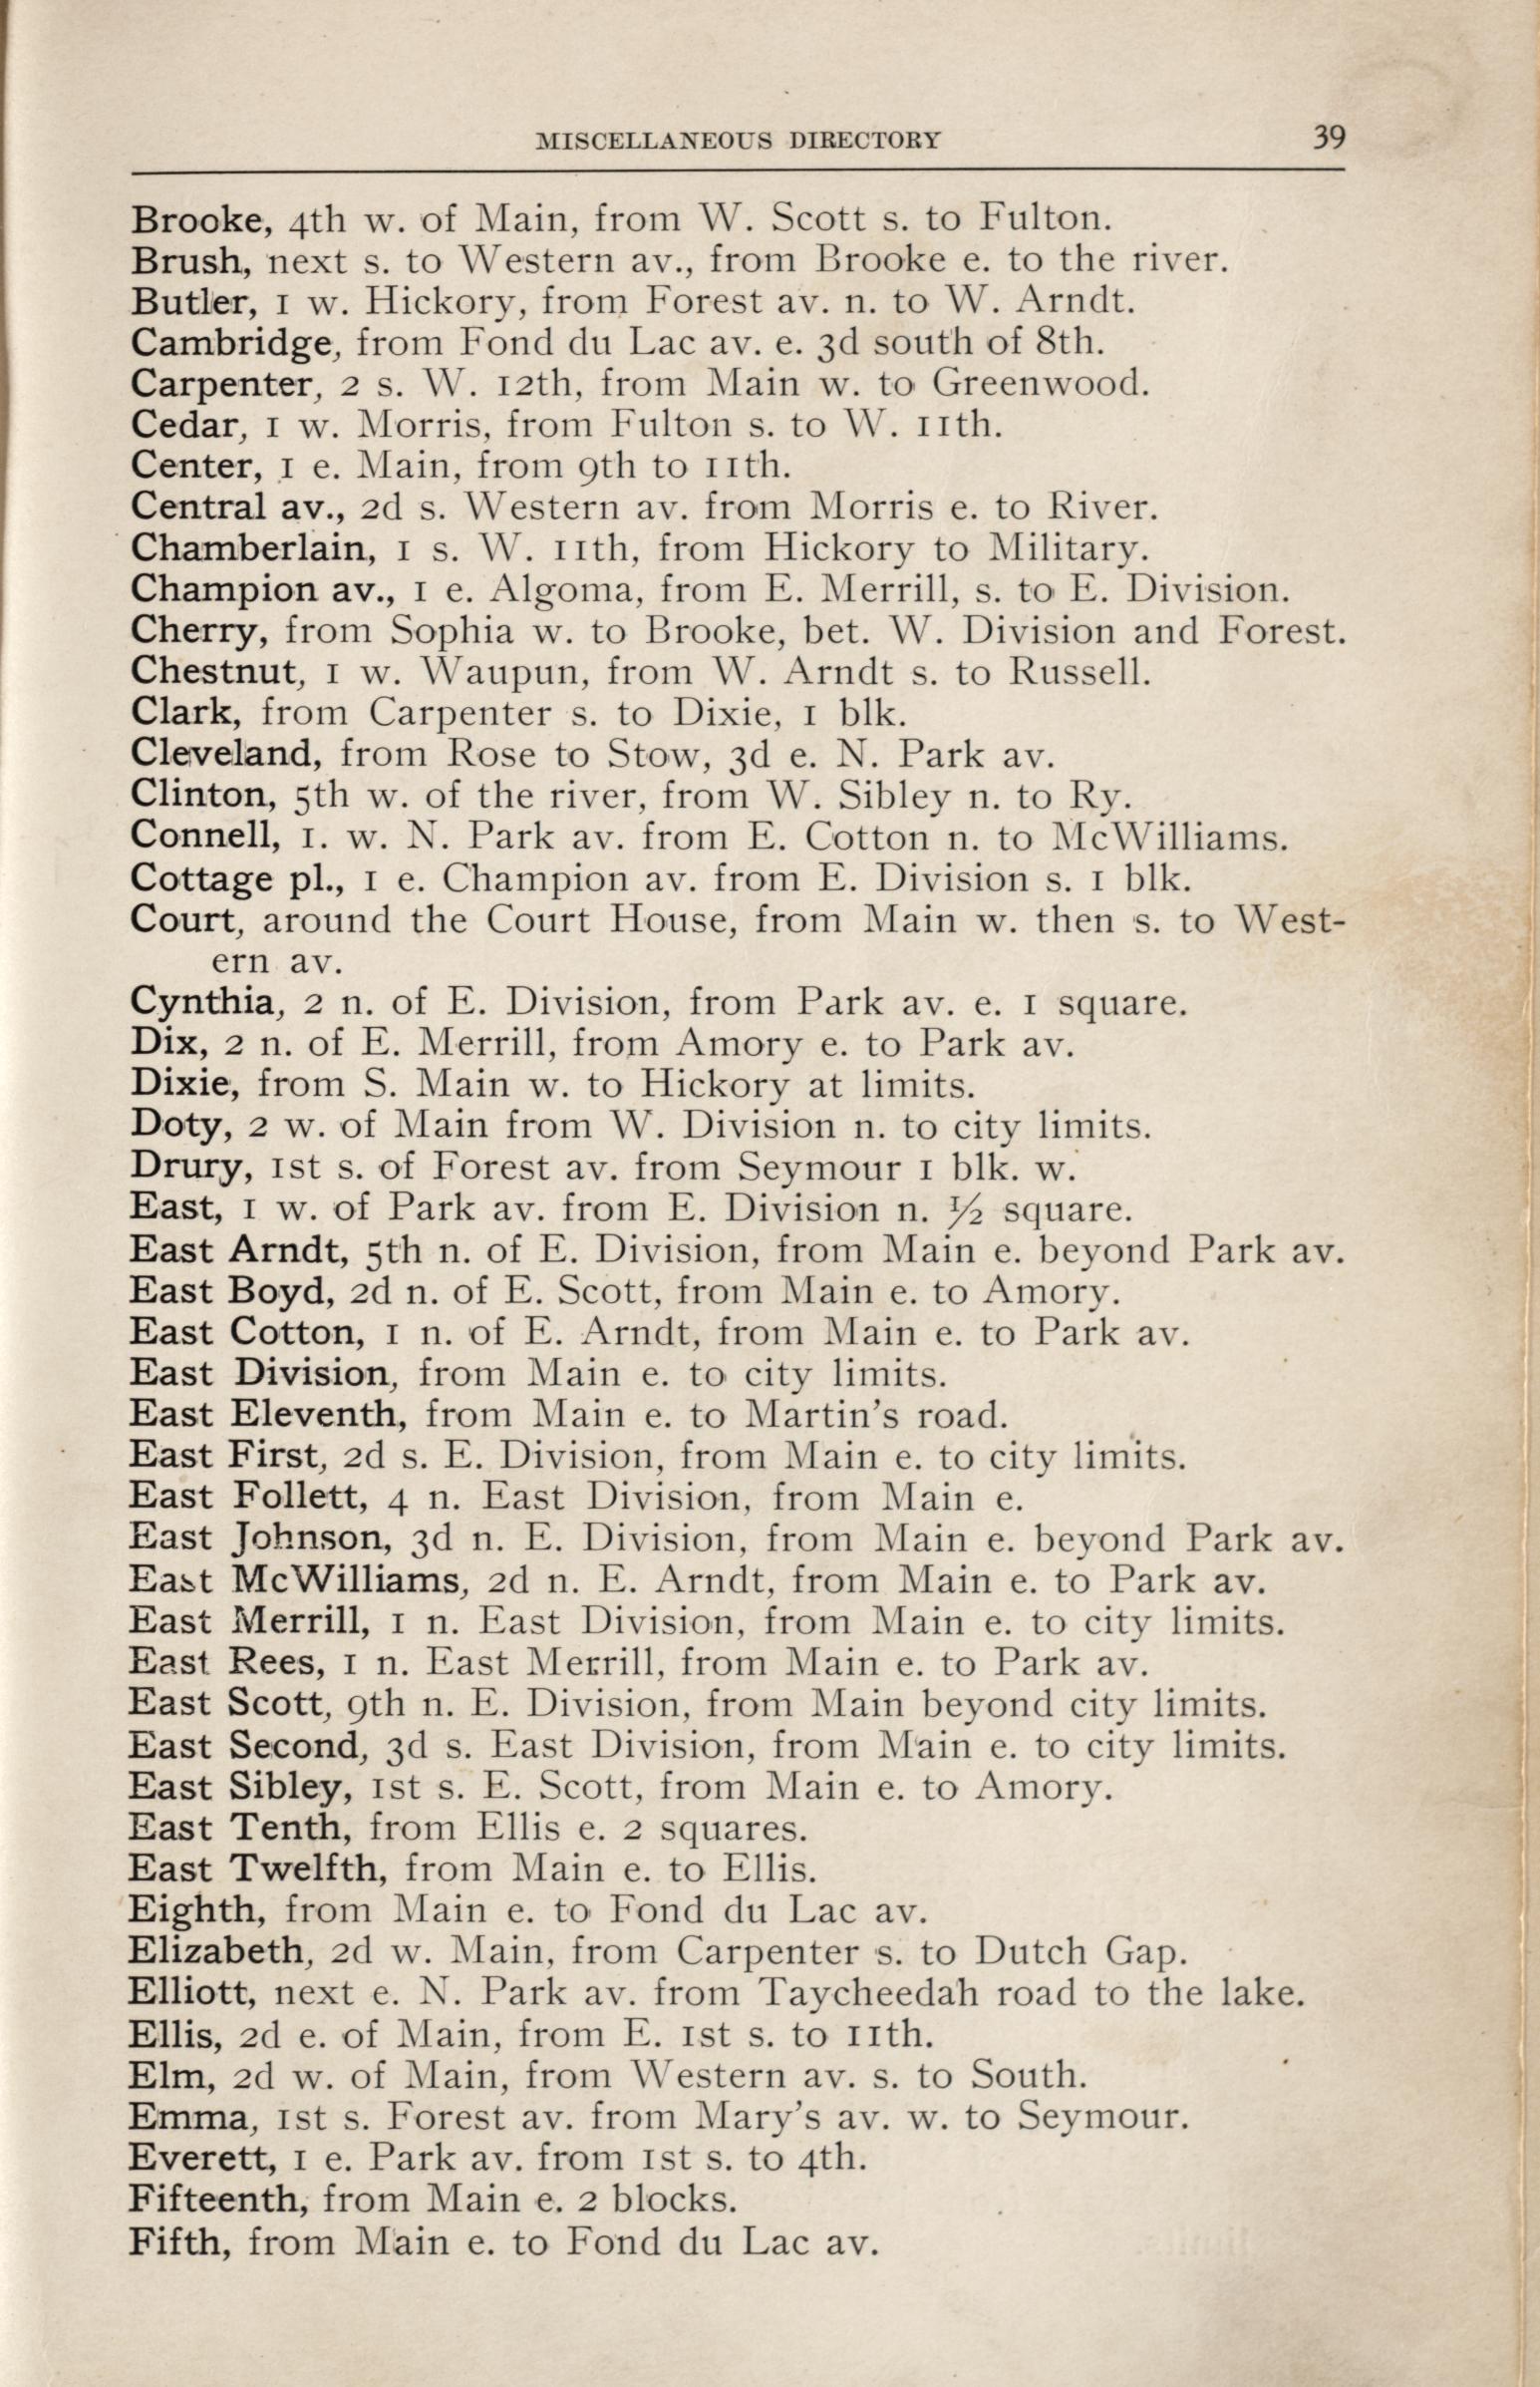 MISCELLANEOUS DIRECTORY 39
Brooke, 4th w. of Main, from W. Scott s. to Fulton.
Brush, next s. to Western av., from Brooke e. to the river.
Butler, 1 w. Hickory, from Forest av. n. to W. Arndt.
Cambridge, from Fond du Lac av. e. 3d south of 8th.
Carpenter, 2 s. W. 12th, from Main w. to Greenwood.
Cedar, 1 w. Morris, from Fulton s. to W. 11th.
Center, 1 e. Main, from 9th to 11th.
Central av., 2d s. Western av. from Morris e. to River.
Chamberlain, 1 s. W. 11th, from Hickory to Military.
Champion av., 1 e. Algoma, from E. Merrill, s. to E. Division.
Cherry, from Sophia w. to Brooke, bet. W. Division and Forest.
Chestnut, 1 w. Waupun, from W. Arndt s. to Russell.
Clark, from Carpenter s. to Dixie, 1 blk.
Cleveland, from Rose to Stow, 3d e. N. Park av.
Clinton, 5th w. of the river, from W. Sibley n. to Ry.
Connell, 1. w. N. Park av. from E. Cotton n. to McWilliams.
Cottage pl., 1 e. Champion av. from E. Division s. 1 blk.
Court, around the Court House, from Main w. then s. to West-
ern av.
Cynthia, 2 n. of E. Division, from Park av. e. 1 square.
Dix, 2 n. of E. Merrill, from Amory e. to Park av.
Dixie, from S. Main w. to Hickory at limits.
Doty, 2 w. of Main from W. Division n. to city limits.
Drury, 1st s. of Forest av. from Seymour 1 blk. w.
East, 1 w. of Park av. from E. Division n. ½ square.
East Arndt, 5th n. of E. Division, from Main e. beyond Park av.
East Boyd, 2d n. of E. Scott, from Main e. to Amory.
East Cotton, 1 n. of E. Arndt, from Main e. to Park av.
East Division, from Main e. to city limits.
East Eleventh, from Main e. to Martin's road.
East First, 2d s. E. Division, from Main e. to city limits.
East Follett, 4 n. East Division, from Main e.
East Johnson, 3d n. E. Division, from Main e. beyond Park av.
East McWilliams, 2d n. E. Arndt, from Main e. to Park av.
East Merrill, 1 n. East Division, from Main e. to city limits.
East Rees, 1 n. East Merrill, from Main e. to Park av.
East Scott, 9th n. E. Division, from Main beyond city limits.
East Second, 3d s. East Division, from Main e. to city limits.
East Sibley, 1st s. E. Scott, from Main e. to Amory.
East Tenth, from Ellis e. 2 squares.
East Twelfth, from Main e. to Ellis.
Eighth, from Main e. to Fond du Lac av.
Elizabeth, 2d w. Main, from Carpenter s. to Dutch Gap.
Elliott, next e. N. Park av. from Taycheedah road to the lake.
Ellis, 2d e. of Main, from E. 1st s. to 11th.
Elm, 2d w. of Main, from Western av. s. to South.
Emma, 1st s. Forest av. from Mary's av. w. to Seymour.
Everett, 1 e. Park av. from 1st s. to 4th.
Fifteenth, from Main e. 2 blocks.
Fifth, from Main e. to Fond du Lac av.